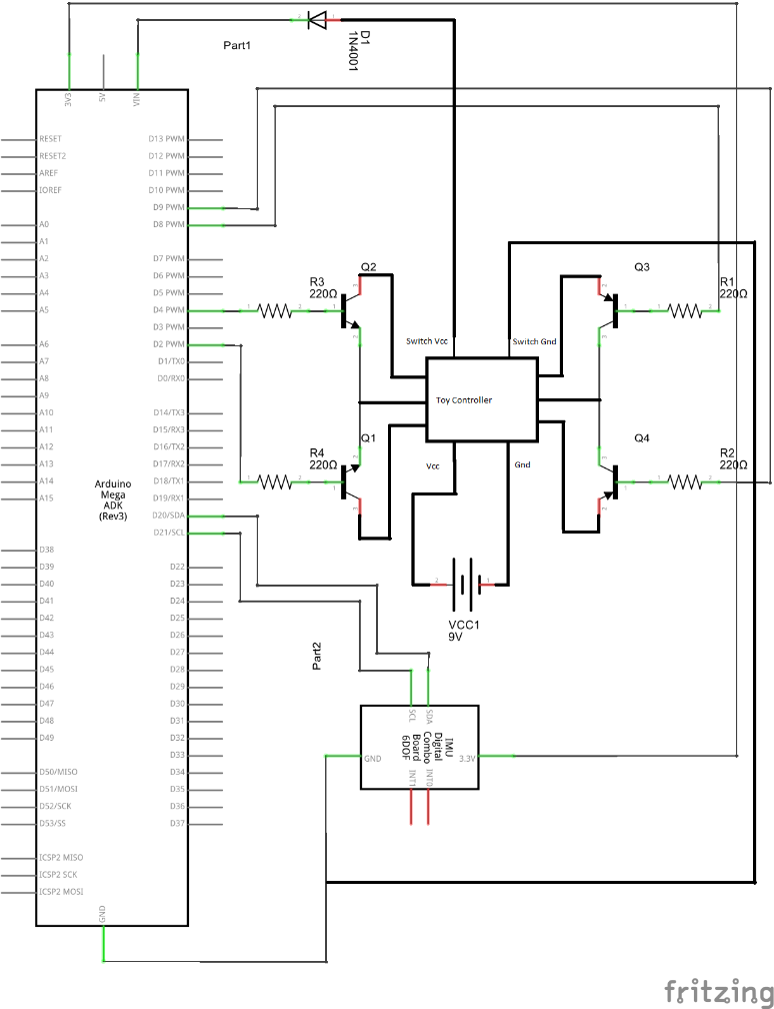 Part1
D1
1N4001
3V3
5V
VIN
RESET
RESET2
AREF
IOREF
A0
A1
A2
A3
A4
A5
A6
A7
A8
A9
A10
A11
A12
A13
A14
A15
D38
D39
D40
D41
D42
D43
D44
D45
D46
D47
D48
D49
D50/MISO
D51/MOSI
D52/SCK
D53/SS
ICSP2 MISO
ICSP2 SCK
ICSP2 MOSI
GND
D13 PWM
D12 PWM
D11 PWM
D10 PWM
D9 PWM
D8 PWM
D7 PWM
D6 PWM
D5 PWM
D4 PWM
D3 PWM
D2 PWM
D1/TX0
D0/RX0
D14/TX3
D15/RX3
D16/TX2
D17/RX2
D18/TX1
D19/RX1
D20/SDA
D21/SCL
D22
D23
D24
D25
D26
D27
D28
D29
D30
D31
D32
D33
D34
D35
D36
D37
Arduino
Mega
ADK
(Rev3)
R3
220Ω
Q2
R4
220Ω
Q1
Q3
R1
220Ω
Q4
R2
220Ω
Switch Vcc
Switch Gnd
Toy Controller
Vcc
Gnd
VCC1
9V
Part2
SCL
SDA
IMU
Digital
Combo
Board
6DOF
GND
3.3V
INT1
INT0
fritzing